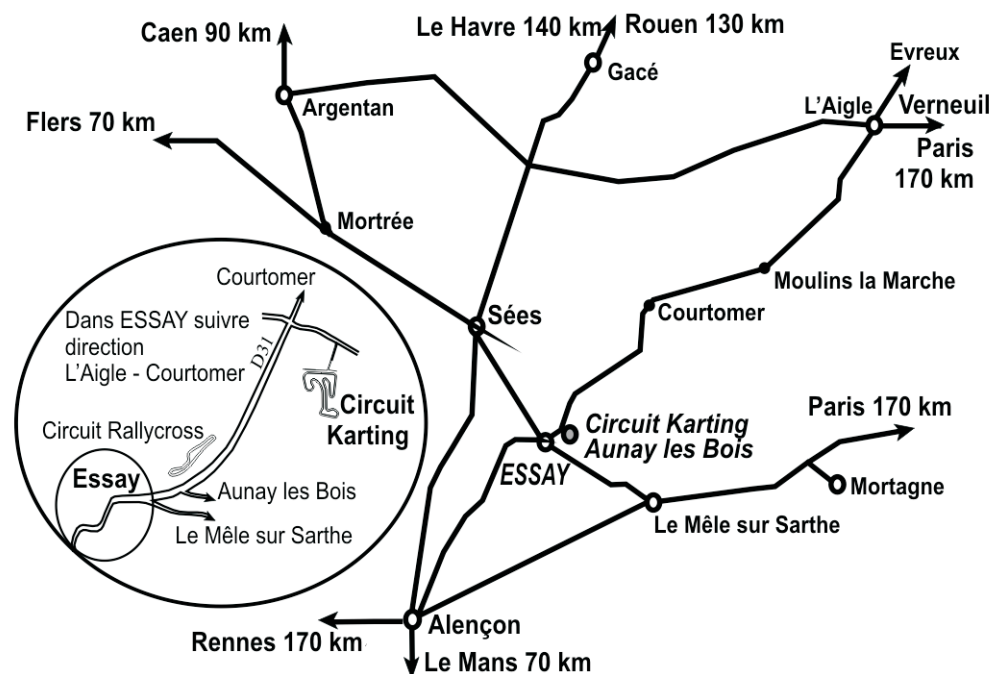 Caen 90 km
Le Havre 140 km
Rouen 130 km
Gacé
Evreux
Argentan
L'Aigle
Verneuil
Flers 70 km
Paris
170 km
Mortrée
Moulins la Marche
Courtomer
Sées
Courtomer
Dans ESSAY suivre
direction
L'Aigle - Courtomer
D31
Circuit
Karting
Circuit Rallycross
Essay
Aunay les Bois
Le Mêle sur Sarthe
Circuit Karting
Aunay les Bois
ESSAY
Paris 170 km
Mortagne
Le Mêle sur Sarthe
Alençon
Rennes 170 km
Le Mans 70 km